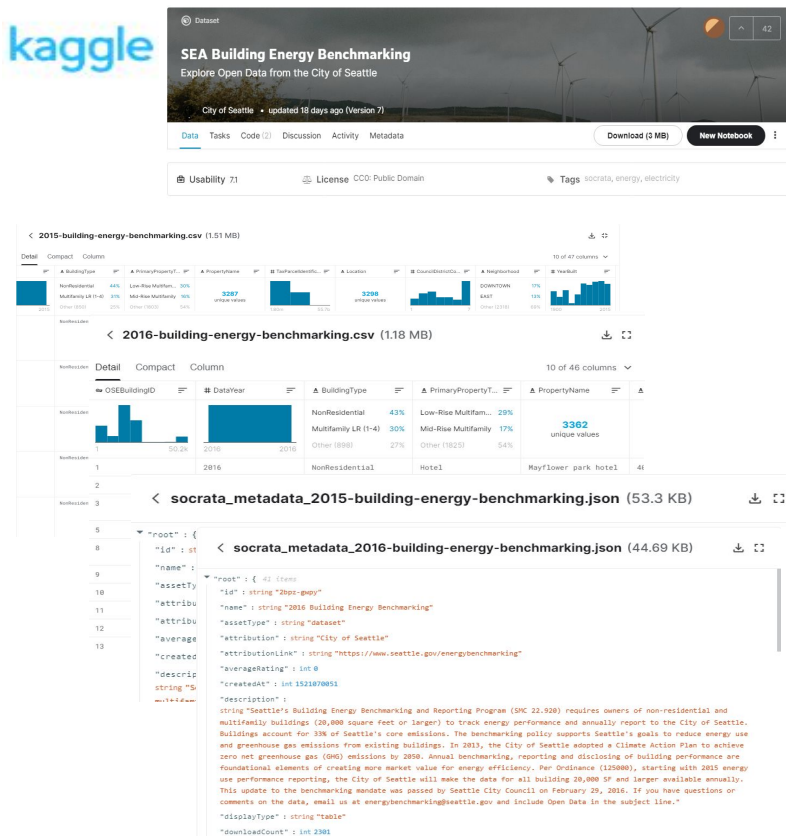 kaggle
Dataset
42
SEA Building Energy Benchmarking
Explore Open Data from the City of Seattle
City of Seattle • updated 18 days ago (Version 7)
Data Tasks Code (2) Discussion Activity Metadata Download (3 MB) New Notebook
Usability 7.1 License CC0: Public Domain Tags socrata, energy, electricity
< 2015-building-energy-benchmarking.csv (1.51 MB)
Detail Compact Column 10 of 47 columns
A BuildingType A PrimaryPropertyT... A PropertyName # TaxParcelIdentific... A Location # CouncilDistrictCo... A Neighborhood # YearBuilt
NonResidential 44% Low-Rise Multifam... 30% 3287 unique values 3298 unique values DOWNTOWN 17%
Multifamily LR (1-4) 31% Mid-Rise Multifamily 16% EAST 13%
NonResiden
< 2016-building-energy-benchmarking.csv (1.18 MB)
NonResiden
Detail Compact Column 10 of 46 columns
OSEBuildingID # DataYear A BuildingType A PrimaryPropertyT... A PropertyName A
NonResiden
NonResidential 43% Low-Rise Multifam... 29% 3362
Multifamily LR (1-4) 30% Mid-Rise Multifamily 17% unique values
Other (898) 27% Other (1825) 54%
1 50.2k 2016 2016
NonResiden
1 2016 NonResidential Hotel Mayflower park hotel
2
NonResiden 3
< socrata_metadata_2015-building-energy-benchmarking.json (53.3 KB)
5
"root" : {
8
"id" : st
< socrata_metadata_2016-building-energy-benchmarking.json (44.69 KB)
9
"name" :
10
"assetTy
11
"attribu
12
"attribu
13
"average
"created
"descrip
string "S
"root" : { 42 items
"id" : string "2bpz-gwpy"
"name" : string "2016 Building Energy Benchmarking"
"assetType" : string "dataset"
"attribution" : string "City of Seattle"
"attributionLink" : string "https://www.seattle.gov/energybenchmarking"
"averageRating" : int 0
"createdAt" : int 1521070051
"description" :
string "Seattle's Building Energy Benchmarking and Reporting Program (SMC 22.920) requires owners of non-residential and
multifamily buildings (20,000 square feet or larger) to track energy performance and annually report to the City of Seattle.
Buildings account for 33% of Seattle's core emissions. The benchmarking policy supports Seattle's goals to reduce energy use
and greenhouse gas emissions from existing buildings. In 2013, the City of Seattle adopted a Climate Action Plan to achieve
zero net greenhouse gas (GHG) emissions by 2050. Annual benchmarking, reporting and disclosing of building performance are
foundational elements of creating more market value for energy efficiency. Per Ordinance (125000), starting with 2015 energy
use performance reporting, the City of Seattle will make the data for all building 20,000 SF and larger available annually.
This update to the benchmarking mandate was passed by Seattle City Council on February 29, 2016. If you have questions or
comments on the data, email us at energybenchmarking@seattle.gov and include Open Data in the subject line."
"displayType" : string "table"
"downloadCount" : int 2301